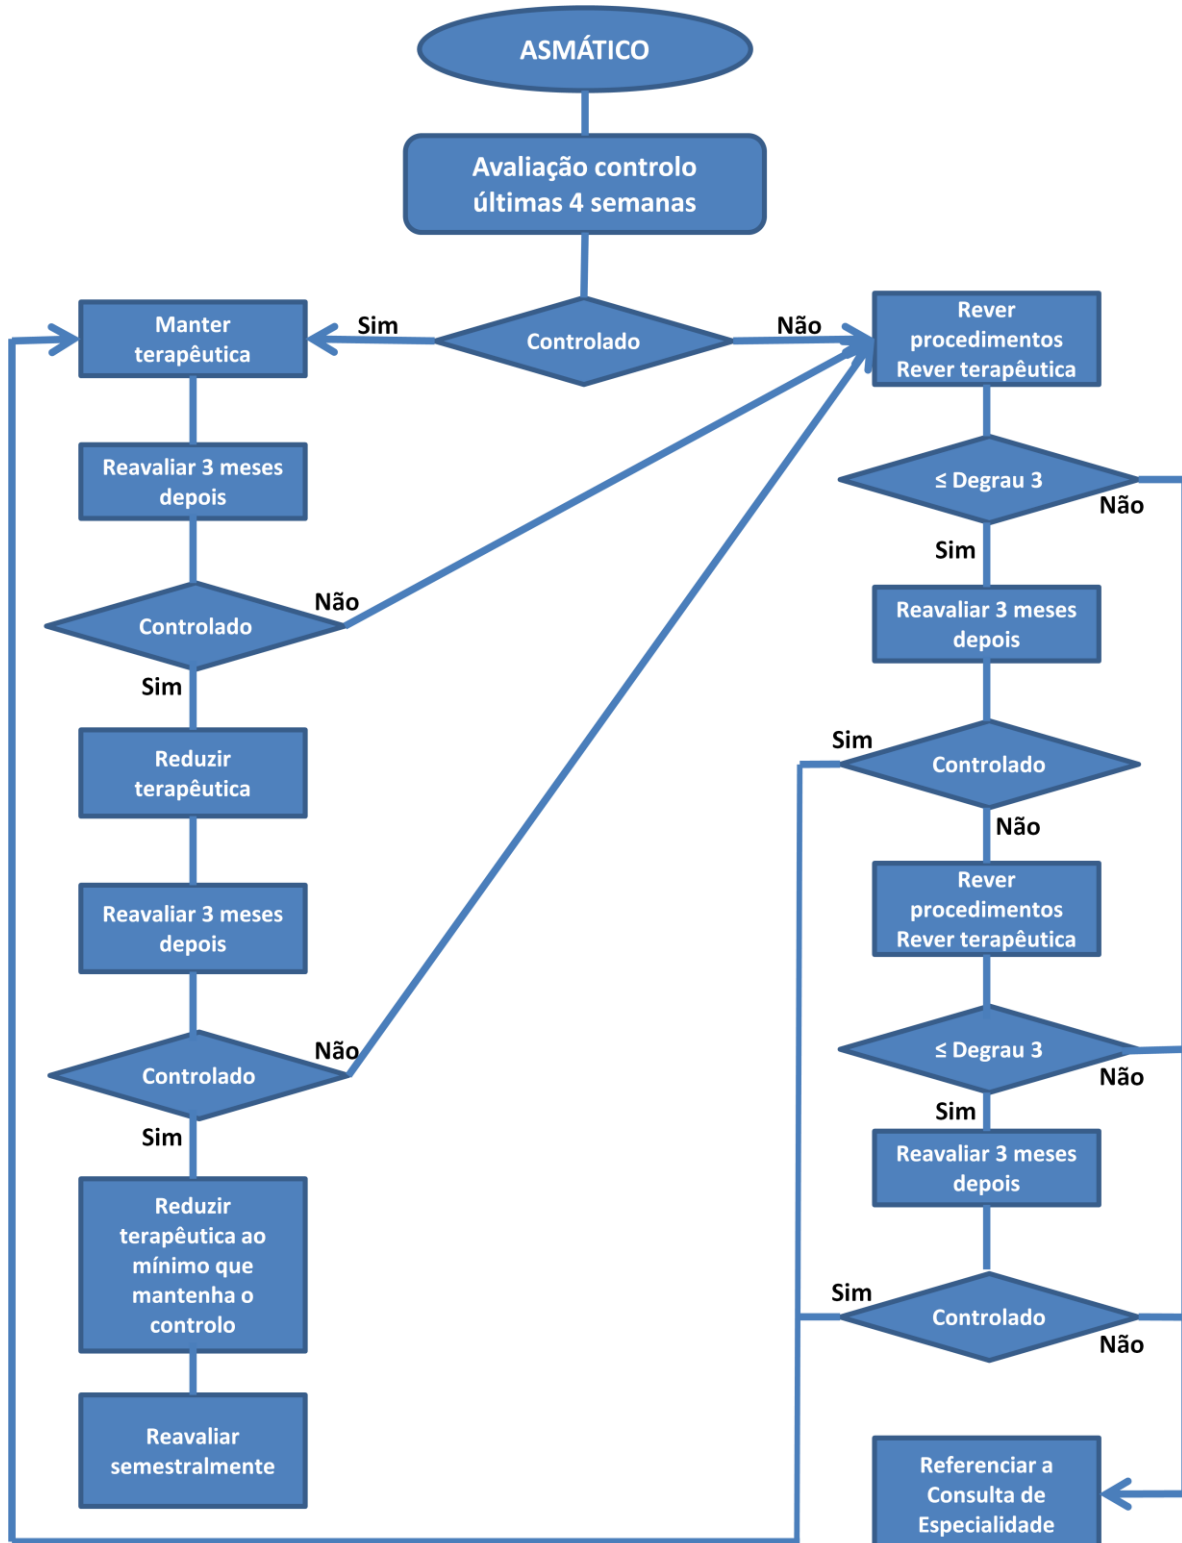 ASMÁTICO
Avaliação controlo
últimas 4 semanas
Controlado
Sim
Não
Manter
terapêutica
Reavaliar 3 meses
depois
Controlado
Não
Sim
Reduzir
terapêutica
Reavaliar 3 meses
depois
Controlado
Não
Sim
Reduzir
terapêutica ao
mínimo que
mantenha o
controlo
Reavaliar
semestralmente
Rever
procedimentos
Rever terapêutica
≤ Degrau 3
Não
Sim
Reavaliar 3 meses
depois
Controlado
Sim
Não
Rever
procedimentos
Rever terapêutica
≤ Degrau 3
Não
Sim
Reavaliar 3 meses
depois
Controlado
Sim
Não
Referenciar a
Consulta de
Especialidade